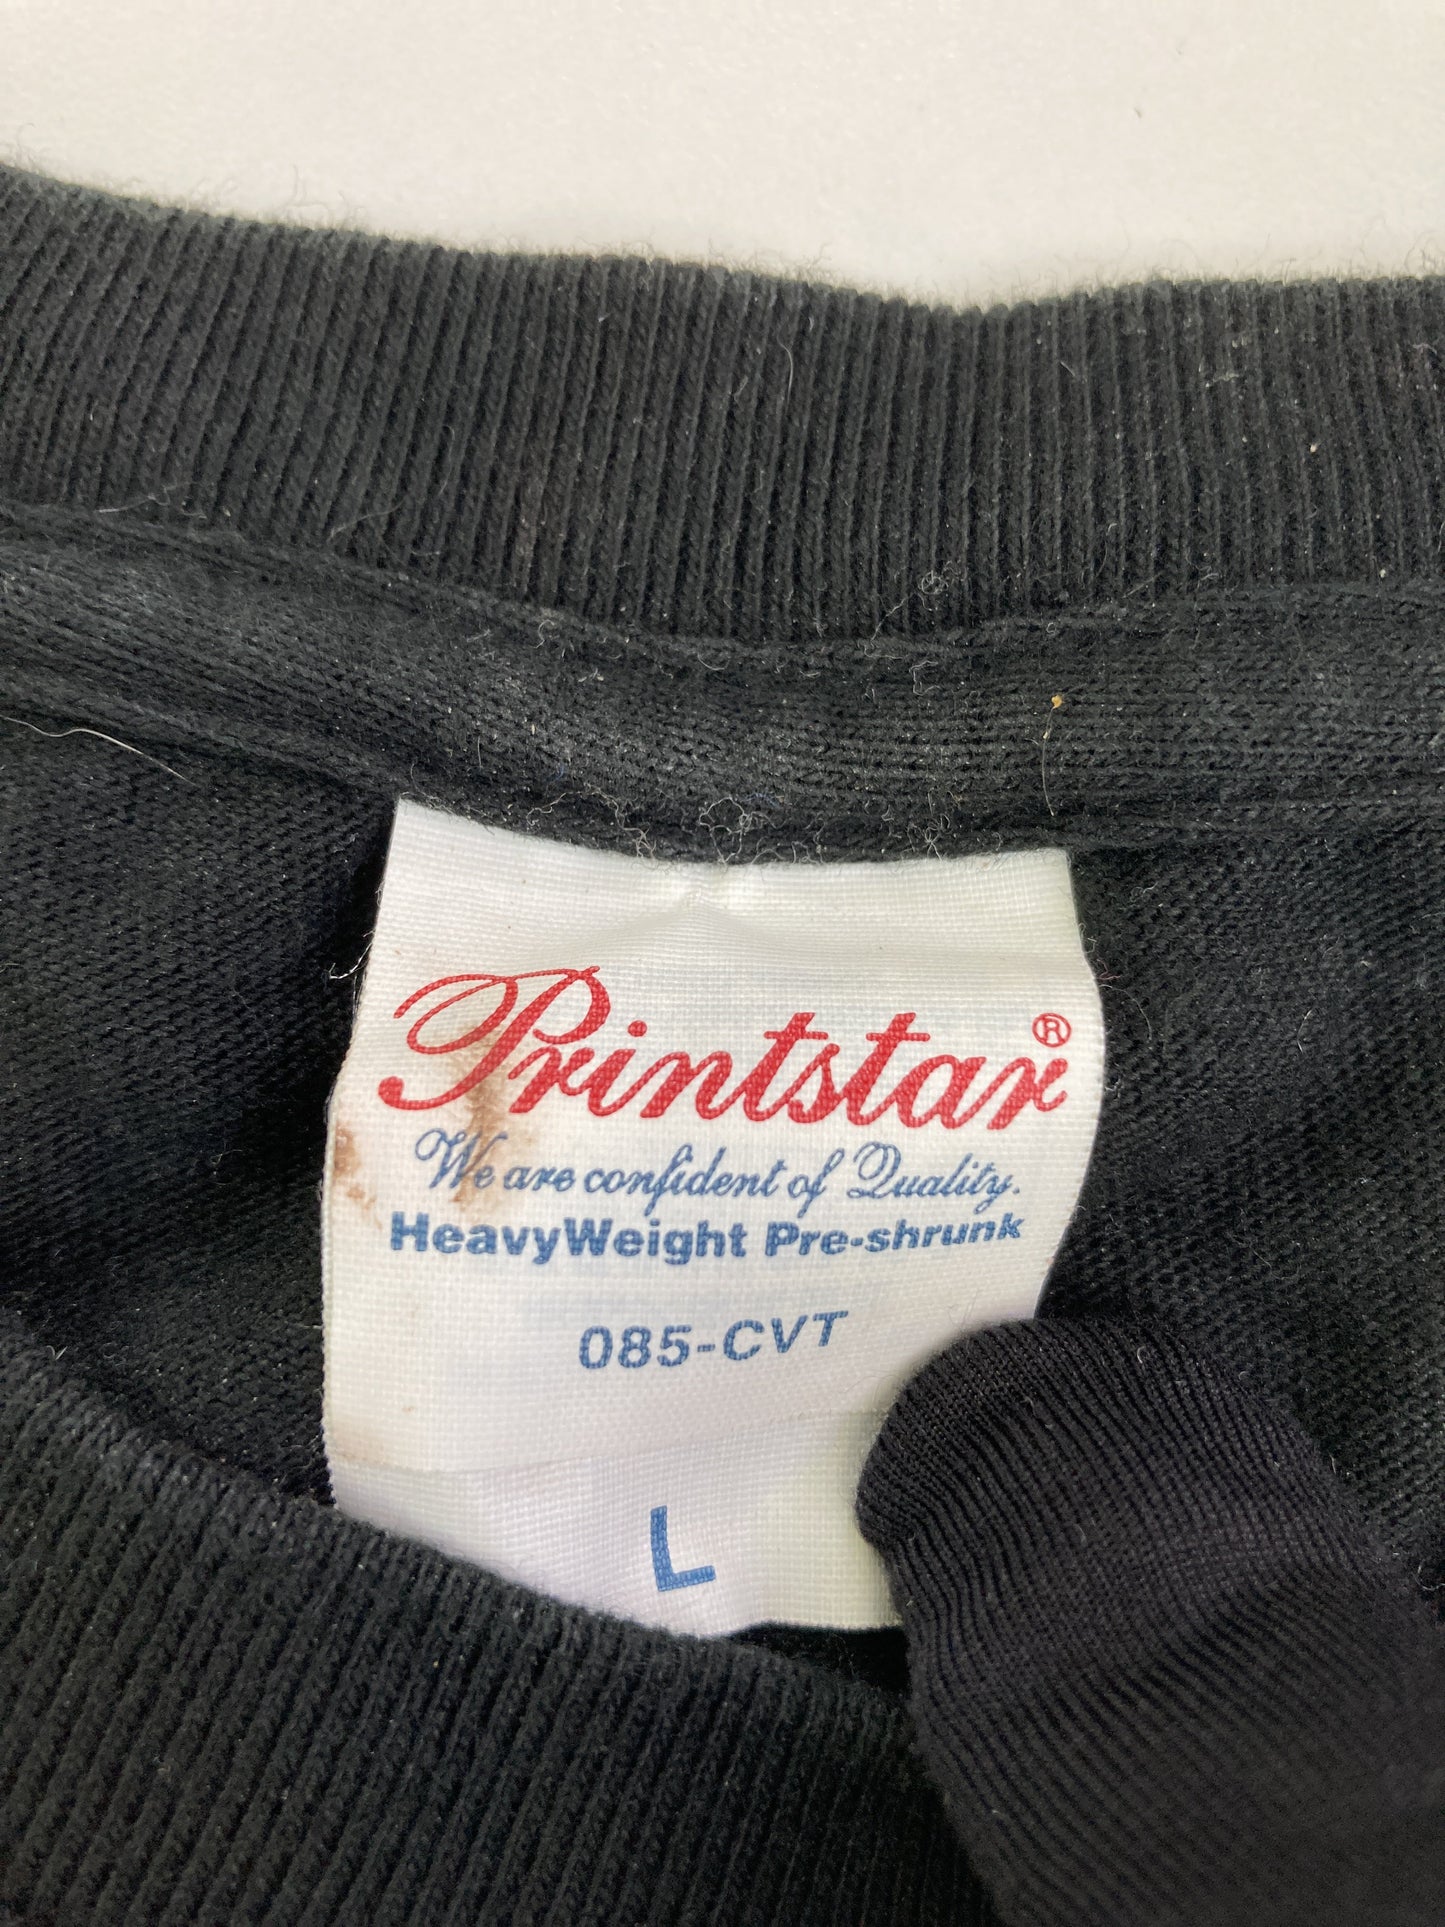 Printstar®
We are confident of Quality.
HeavyWeight Pre-shrunk
085-CVT
L